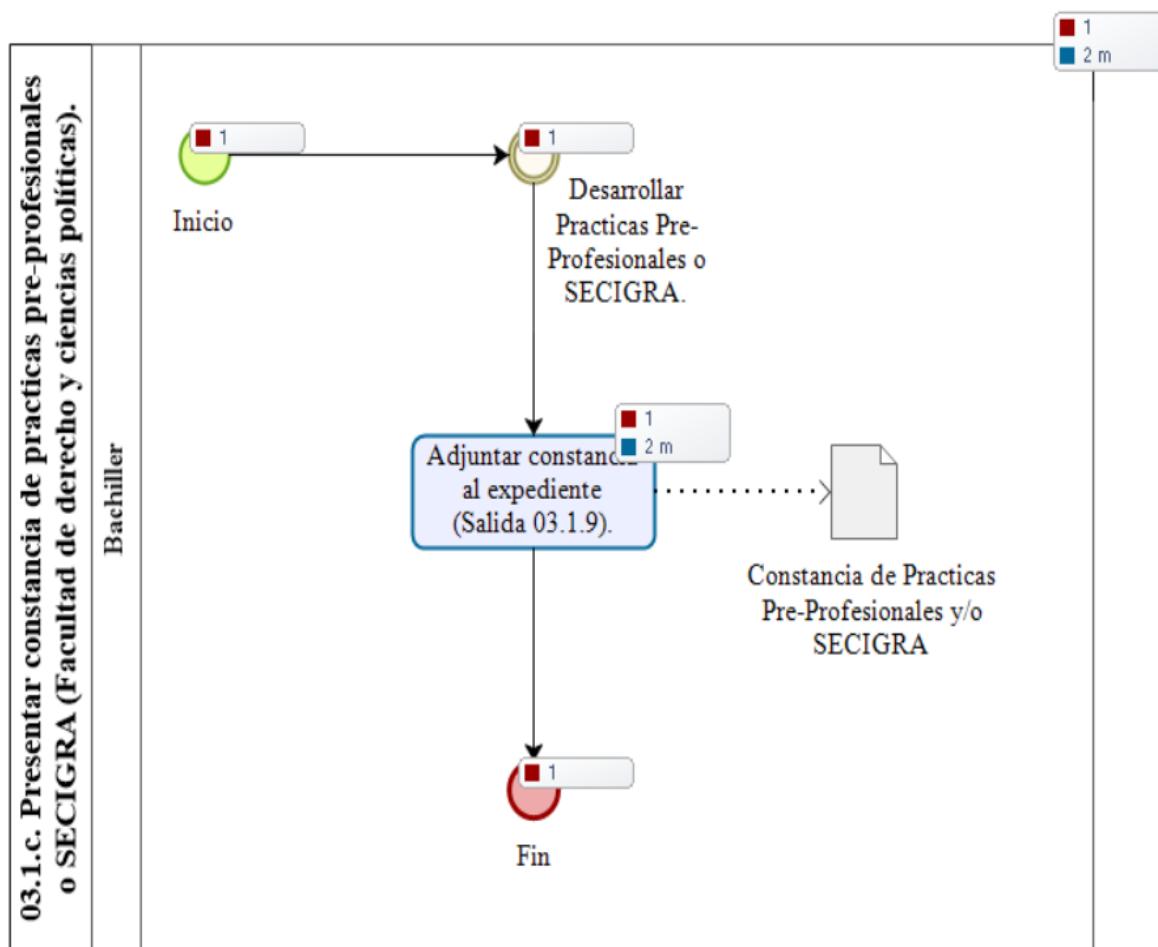 1
2 m
03.1.c. Presentar constancia de practicas pre-profesionales
o SECIGRA (Facultad de derecho y ciencias políticas).
Bachiller
1
Inicio
1
Desarrollar
Practicas Pre-
Profesionales o
SECIGRA.
1
2 m
Adjuntar constancia
al expediente
(Salida 03.1.9).
Constancia de Practicas
Pre-Profesionales y/o
SECIGRA
1
Fin